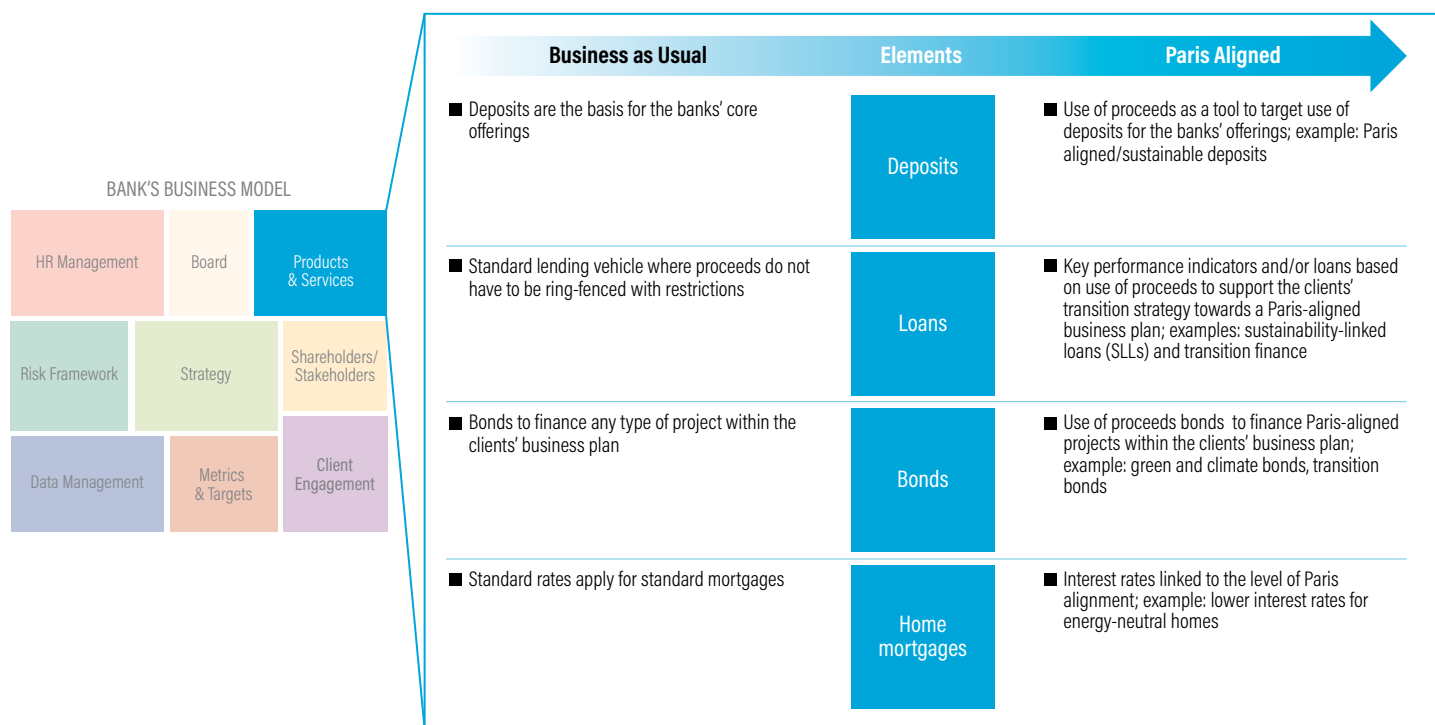 BANK'S BUSINESS MODEL
HR Management
Board
Products
& Services
Risk Framework
Strategy
Shareholders/
Stakeholders
Data Management
Metrics
& Targets
Client
Engagement
Business as Usual
Elements
Paris Aligned
■ Deposits are the basis for the banks' core
offerings
Deposits
■ Use of proceeds as a tool to target use of
deposits for the banks' offerings; example: Paris
aligned/sustainable deposits
■ Standard lending vehicle where proceeds do not
have to be ring-fenced with restrictions
Loans
■ Key performance indicators and/or loans based
on use of proceeds to support the clients'
transition strategy towards a Paris-aligned
business plan; examples: sustainability-linked
loans (SLLs) and transition finance
■ Bonds to finance any type of project within the
clients' business plan
Bonds
■ Use of proceeds bonds to finance Paris-aligned
projects within the clients' business plan;
example: green and climate bonds, transition
bonds
■ Standard rates apply for standard mortgages
Home
mortgages
■ Interest rates linked to the level of Paris
alignment; example: lower interest rates for
energy-neutral homes